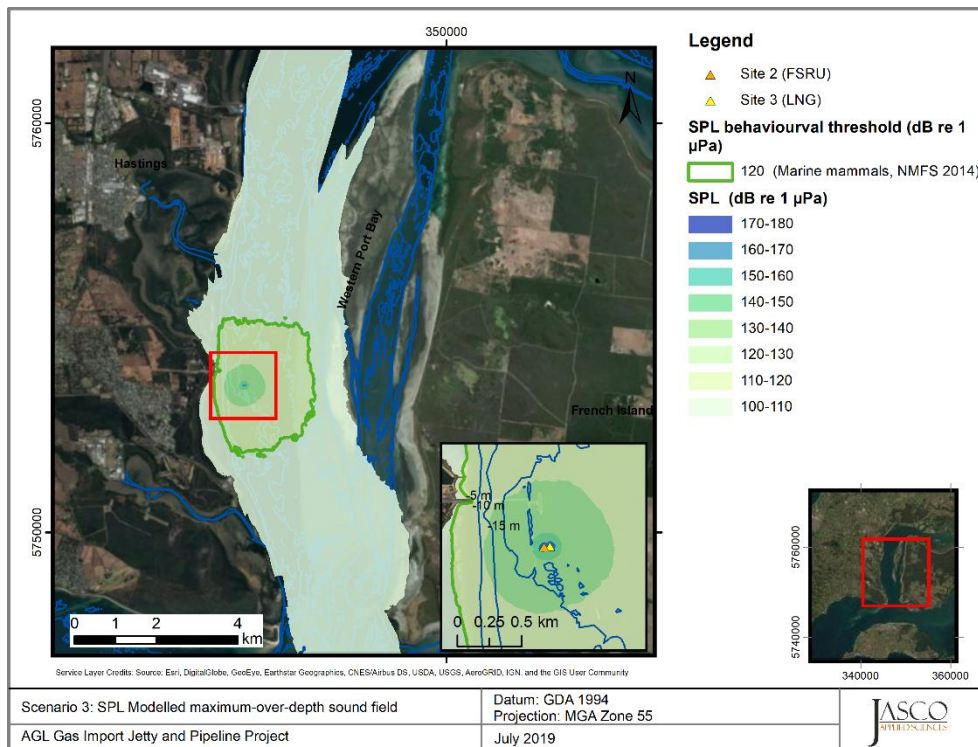 350000
5760000
5750000
Hastings
Western Port Bay
French Island
N
0 1 2 4
km
-5 m
-10 m
-15 m
0 0.25 0.5 km
Service Layer Credits: Source: Esri, DigitalGlobe, GeoEye, Earthstar Geographics, CNES/Airbus DS, USDA, USGS, AeroGRID, IGN, and the GIS User Community
Legend
Site 2 (FSRU)
Site 3 (LNG)
SPL behaviourval threshold (dB re 1
µPa)
120 (Marine mammals, NMFS 2014)
SPL (dB re 1 µPa)
170-180
160-170
150-160
140-150
130-140
120-130
110-120
100-110
5760000
5740000
340000 360000
Scenario 3: SPL Modelled maximum-over-depth sound field
AGL Gas Import Jetty and Pipeline Project
Datum: GDA 1994
Projection: MGA Zone 55
July 2019
JASCO
APPLIED SCIENCES